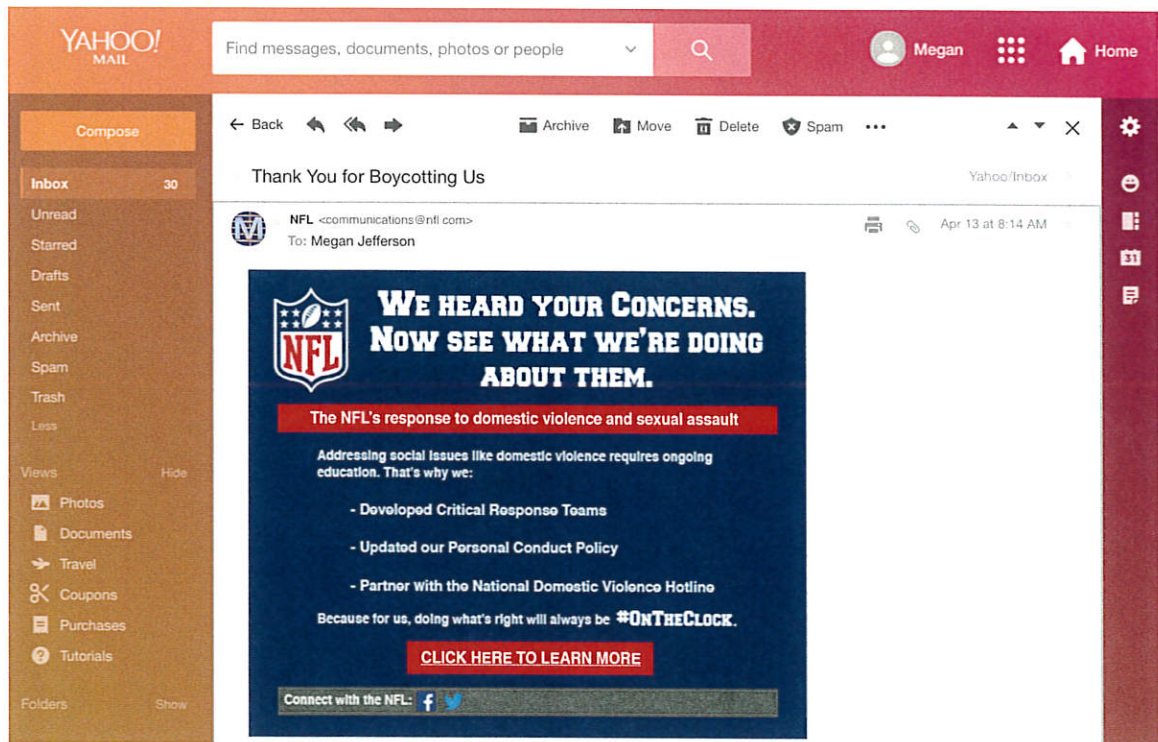 YAHOO!
MAIL
Find messages, documents, photos or people
Megan
Home
Compose
Back
Archive
Move
Delete
Spam
Inbox 30
Unread
Starred
Drafts
Sent
Archive
Spam
Trash
Less
Views Hide
Photos
Documents
Travel
Coupons
Purchases
Tutorials
Folders Show
Thank You for Boycotting Us
Yahoo/Inbox
NFL <communications@nfl.com>
To: Megan Jefferson
Apr 13 at 8:14 AM
31
NFL
WE HEARD YOUR CONCERNS.
NOW SEE WHAT WE'RE DOING
ABOUT THEM.
The NFL's response to domestic violence and sexual assault
Addressing social issues like domestic violence requires ongoing
education. That's why we:
- Developed Critical Response Teams
- Updated our Personal Conduct Policy
- Partner with the National Domestic Violence Hotline
Because for us, doing what's right will always be #ONTHECLOCK.
CLICK HERE TO LEARN MORE
Connect with the NFL: